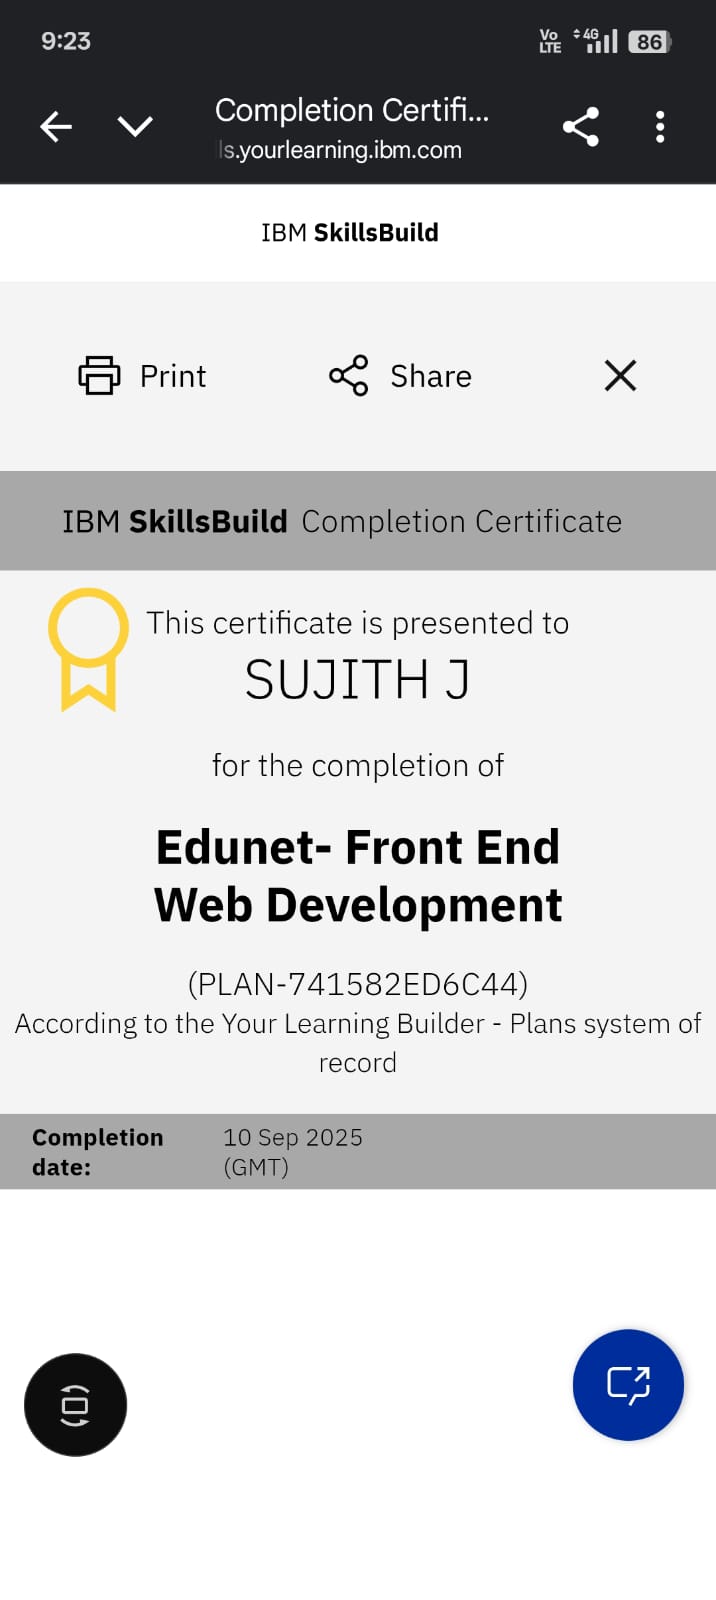 9:23
Vo LTE 4G 86
Completion Certifi...
ls.yourlearning.ibm.com
IBM SkillsBuild
Print
Share
IBM SkillsBuild Completion Certificate
This certificate is presented to
SUJITH J
for the completion of
Edunet- Front End
Web Development
(PLAN-741582ED6C44)
According to the Your Learning Builder - Plans system of
record
Completion date:
10 Sep 2025 (GMT)